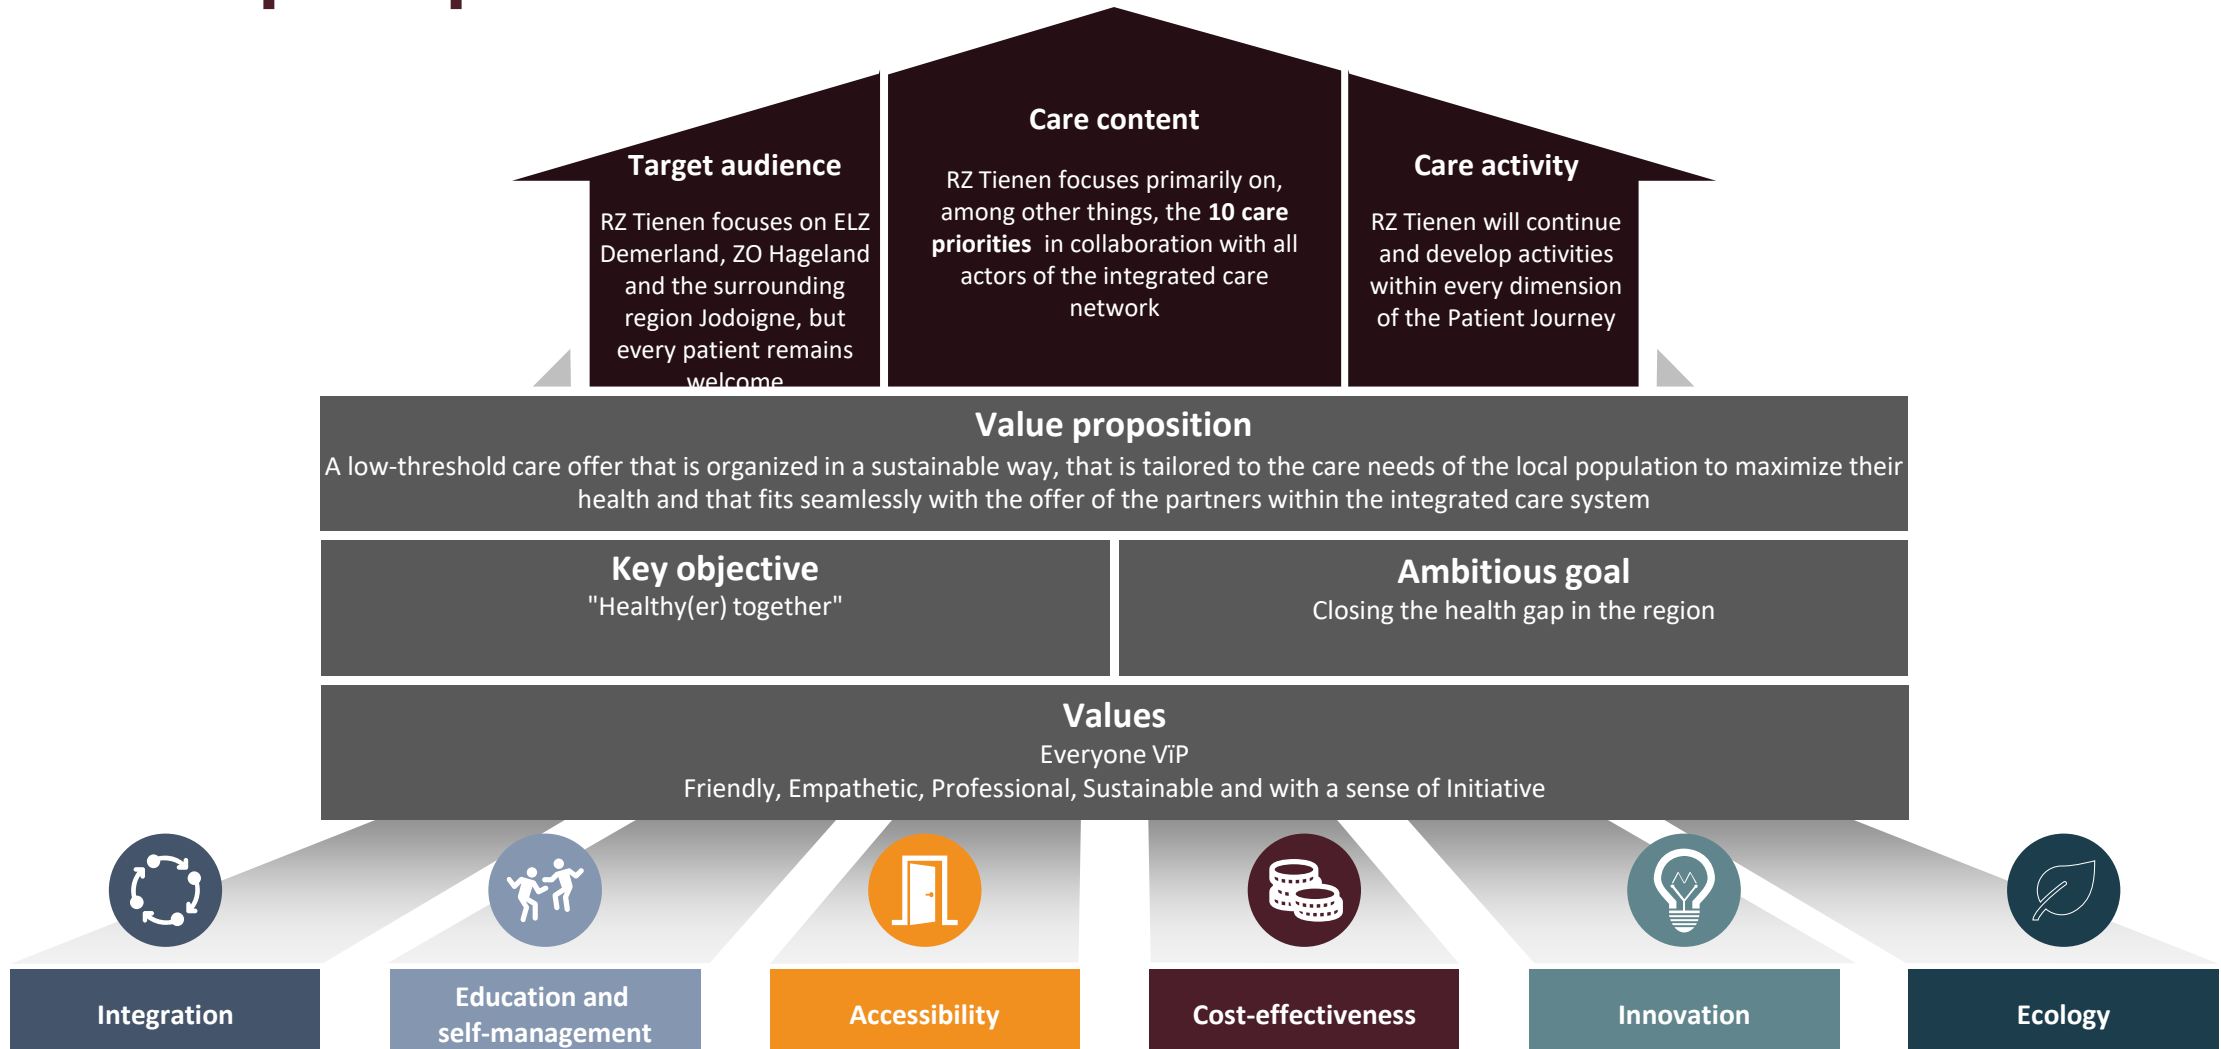 Care content
RZ Tienen focuses primarily on,
among other things, the 10 care
priorities in collaboration with all
actors of the integrated care
network
Target audience
RZ Tienen focuses on ELZ
Demerland, ZO Hageland
and the surrounding
region Jodoigne, but
every patient remains
welcome
Care activity
RZ Tienen will continue
and develop activities
within every dimension
of the Patient Journey
Value proposition
A low-threshold care offer that is organized in a sustainable way, that is tailored to the care needs of the local population to maximize their
health and that fits seamlessly with the offer of the partners within the integrated care system
Key objective
"Healthy(er) together"
Ambitious goal
Closing the health gap in the region
Values
Everyone VïP
Friendly, Empathetic, Professional, Sustainable and with a sense of Initiative
Integration
Education and
self-management
Accessibility
Cost-effectiveness
Innovation
Ecology